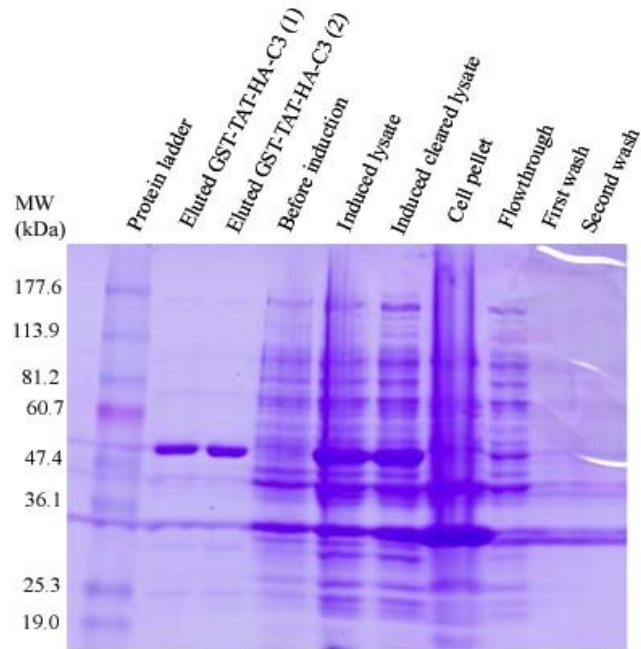 Protein ladder
Eluted GST-TAT-HA-C3 (1)
Eluted GST-TAT-HA-C3 (2)
Before induction
Induced lysate
Induced cleared lysate
Cell pellet
Flowthrough
First wash
Second wash
MW
(kDa)
177.6
113.9
81.2
60.7
47.4
36.1
25.3
19.0